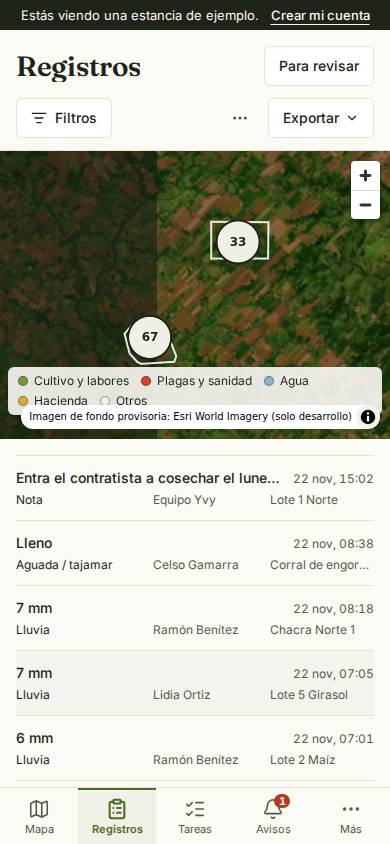 Estás viendo una estancia de ejemplo. Crear mi cuenta
Registros
Para revisar
Filtros
Exportar
33
67
Cultivo y labores Plagas y sanidad Agua
Hacienda Otros
Imagen de fondo provisoria: Esri World Imagery (solo desarrollo)
Entra el contratista a cosechar el lune... 22 nov, 15:02
Nota Equipo Yvy Lote 1 Norte
Lleno 22 nov, 08:38
Aguada / tajamar Celso Gamarra Corral de engor...
7 mm 22 nov, 08:18
Lluvia Ramón Benítez Chacra Norte 1
7 mm 22 nov, 07:05
Lluvia Lidia Ortiz Lote 5 Girasol
6 mm 22 nov, 07:01
Lluvia Ramón Benítez Lote 2 Maíz
1
Mapa Registros Tareas Avisos Más